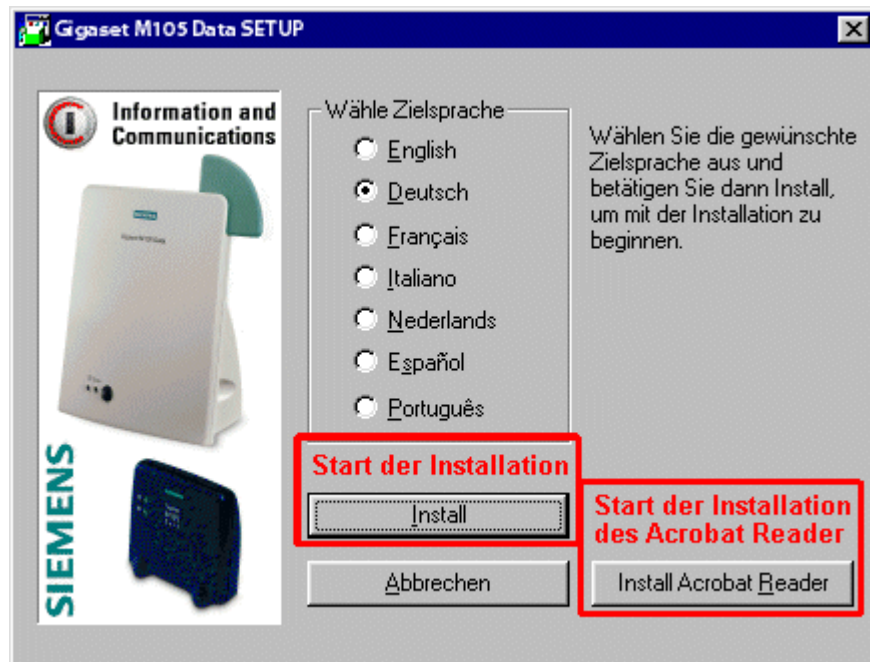 Gigaset M105 Data SETUP
Information and
Communications
SIEMENS
Wähle Zielsprache
English
Deutsch
Français
Italiano
Nederlands
Español
Português
Wählen Sie die gewünschte
Zielsprache aus und
betätigen Sie dann Install,
um mit der Installation zu
beginnen.
Start der Installation
Install
Abbrechen
Start der Installation
des Acrobat Reader
Install Acrobat Reader